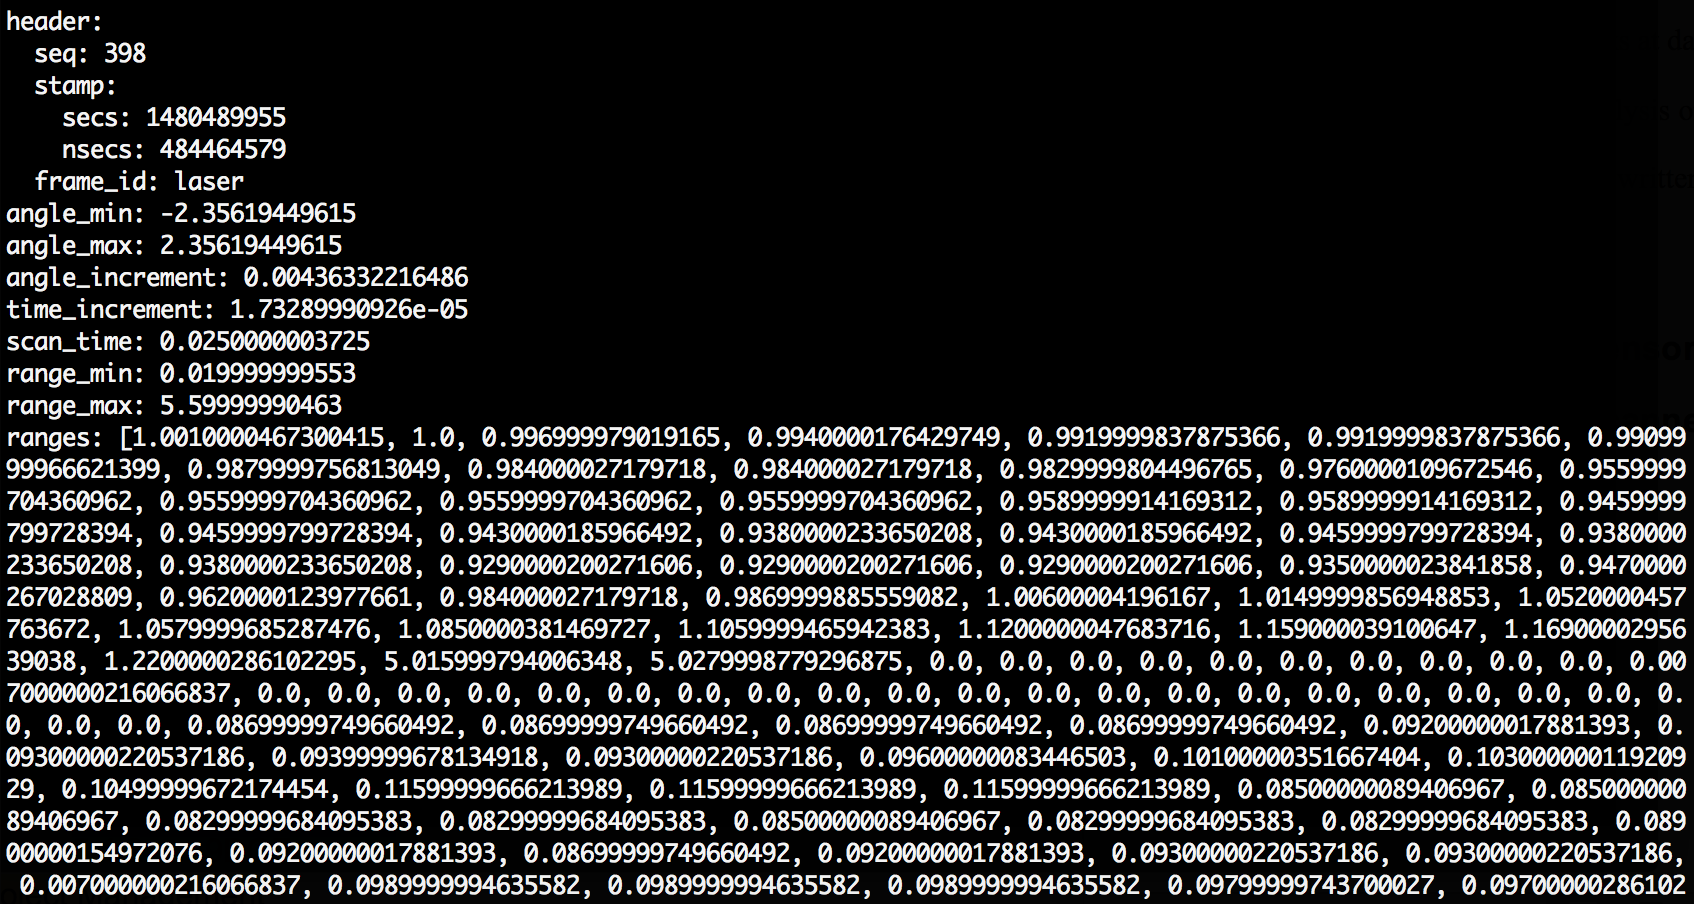 header:
  seq: 398
  stamp:
    secs: 1480489955
    nsecs: 484464579
  frame_id: laser
angle_min: -2.35619449615
angle_max: 2.35619449615
angle_increment: 0.00436332216486
time_increment: 1.73289990926e-05
scan_time: 0.0250000003725
range_min: 0.019999999553
range_max: 5.59999990463
ranges: [1.0010000467300415, 1.0, 0.996999979019165, 0.9940000176429749, 0.9919999837875366, 0.9919999837875366, 0.99099
99966621399, 0.9879999756813049, 0.984000027179718, 0.984000027179718, 0.9829999804496765, 0.9760000109672546, 0.9559999
704360962, 0.9559999704360962, 0.9559999704360962, 0.9559999704360962, 0.9589999914169312, 0.9589999914169312, 0.9459999
799728394, 0.9459999799728394, 0.9430000185966492, 0.9380000233650208, 0.9430000185966492, 0.9459999799728394, 0.9380000
233650208, 0.9380000233650208, 0.9290000200271606, 0.9290000200271606, 0.9290000200271606, 0.9350000023841858, 0.9470000
267028809, 0.9620000123977661, 0.984000027179718, 0.9869999885559082, 1.00600004196167, 1.0149999856948853, 1.0520000457
763672, 1.0579999685287476, 1.0850000381469727, 1.1059999465942383, 1.1200000047683716, 1.159000039100647, 1.16900002956
39038, 1.2200000286102295, 5.015999794006348, 5.0279998779296875, 0.0, 0.0, 0.0, 0.0, 0.0, 0.0, 0.0, 0.0, 0.0, 0.0, 0.00
7000000216066837, 0.0, 0.0, 0.0, 0.0, 0.0, 0.0, 0.0, 0.0, 0.0, 0.0, 0.0, 0.0, 0.0, 0.0, 0.0, 0.0, 0.0, 0.0, 0.0, 0.0, 0.
0, 0.0, 0.0, 0.08699999749660492, 0.08699999749660492, 0.08699999749660492, 0.08699999749660492, 0.09200000017881393, 0.
09300000220537186, 0.09399999678134918, 0.09300000220537186, 0.09600000083446503, 0.10100000351667404, 0.103000000119209
29, 0.10499999672174454, 0.11599999666213989, 0.11599999666213989, 0.11599999666213989, 0.08500000089406967, 0.085000000
89406967, 0.08299999684095383, 0.08299999684095383, 0.08500000089406967, 0.08299999684095383, 0.08299999684095383, 0.089
00000154972076, 0.09200000017881393, 0.08699999749660492, 0.09200000017881393, 0.09300000220537186, 0.09300000220537186,
 0.007000000216066837, 0.0989999994635582, 0.0989999994635582, 0.0989999994635582, 0.09799999743700027, 0.09700000286102